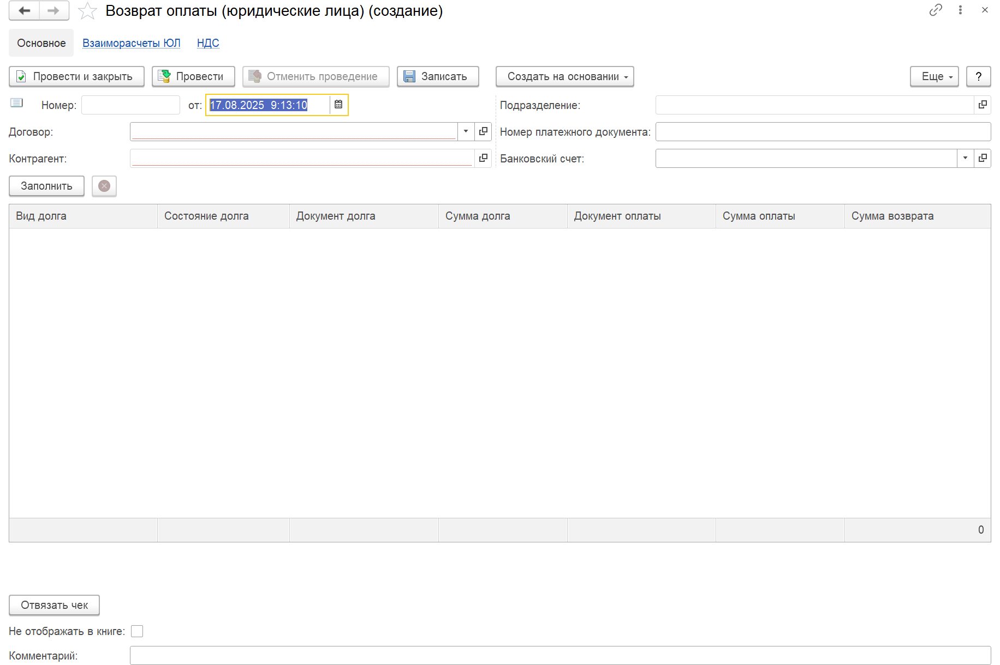 Возврат оплаты (юридические лица) (создание)
Основное Взаиморасчеты ЮЛ НДС
Провести и закрыть Провести Отменить проведение Записать Создать на основании Еще ?
Номер: от: 17.08.2025 9:13:10 Подразделение:
Договор: Номер платежного документа:
Контрагент: Банковский счет:
Заполнить
Вид долга Состояние долга Документ долга Сумма долга Документ оплаты Сумма оплаты Сумма возврата
0
Отвязать чек
Не отображать в книге:
Комментарий: